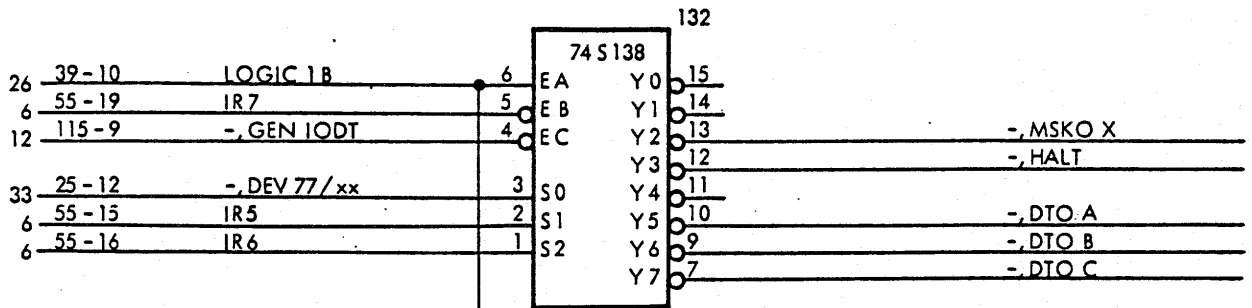 132
74 S 138
26 39-10 LOGIC 1B 6 EA Y0 15
6 55-19 IR7 5 EB Y1 14
12 115-9 -, GEN IODT 4 EC Y2 13 -, MSKO X
Y3 12 -, HALT
33 25-12 -, DEV 77/xx 3 S0 Y4 11
6 55-15 IR5 2 S1 Y5 10 -, DTO A
6 55-16 IR6 1 S2 Y6 9 -, DTO B
Y7 7 -, DTO C